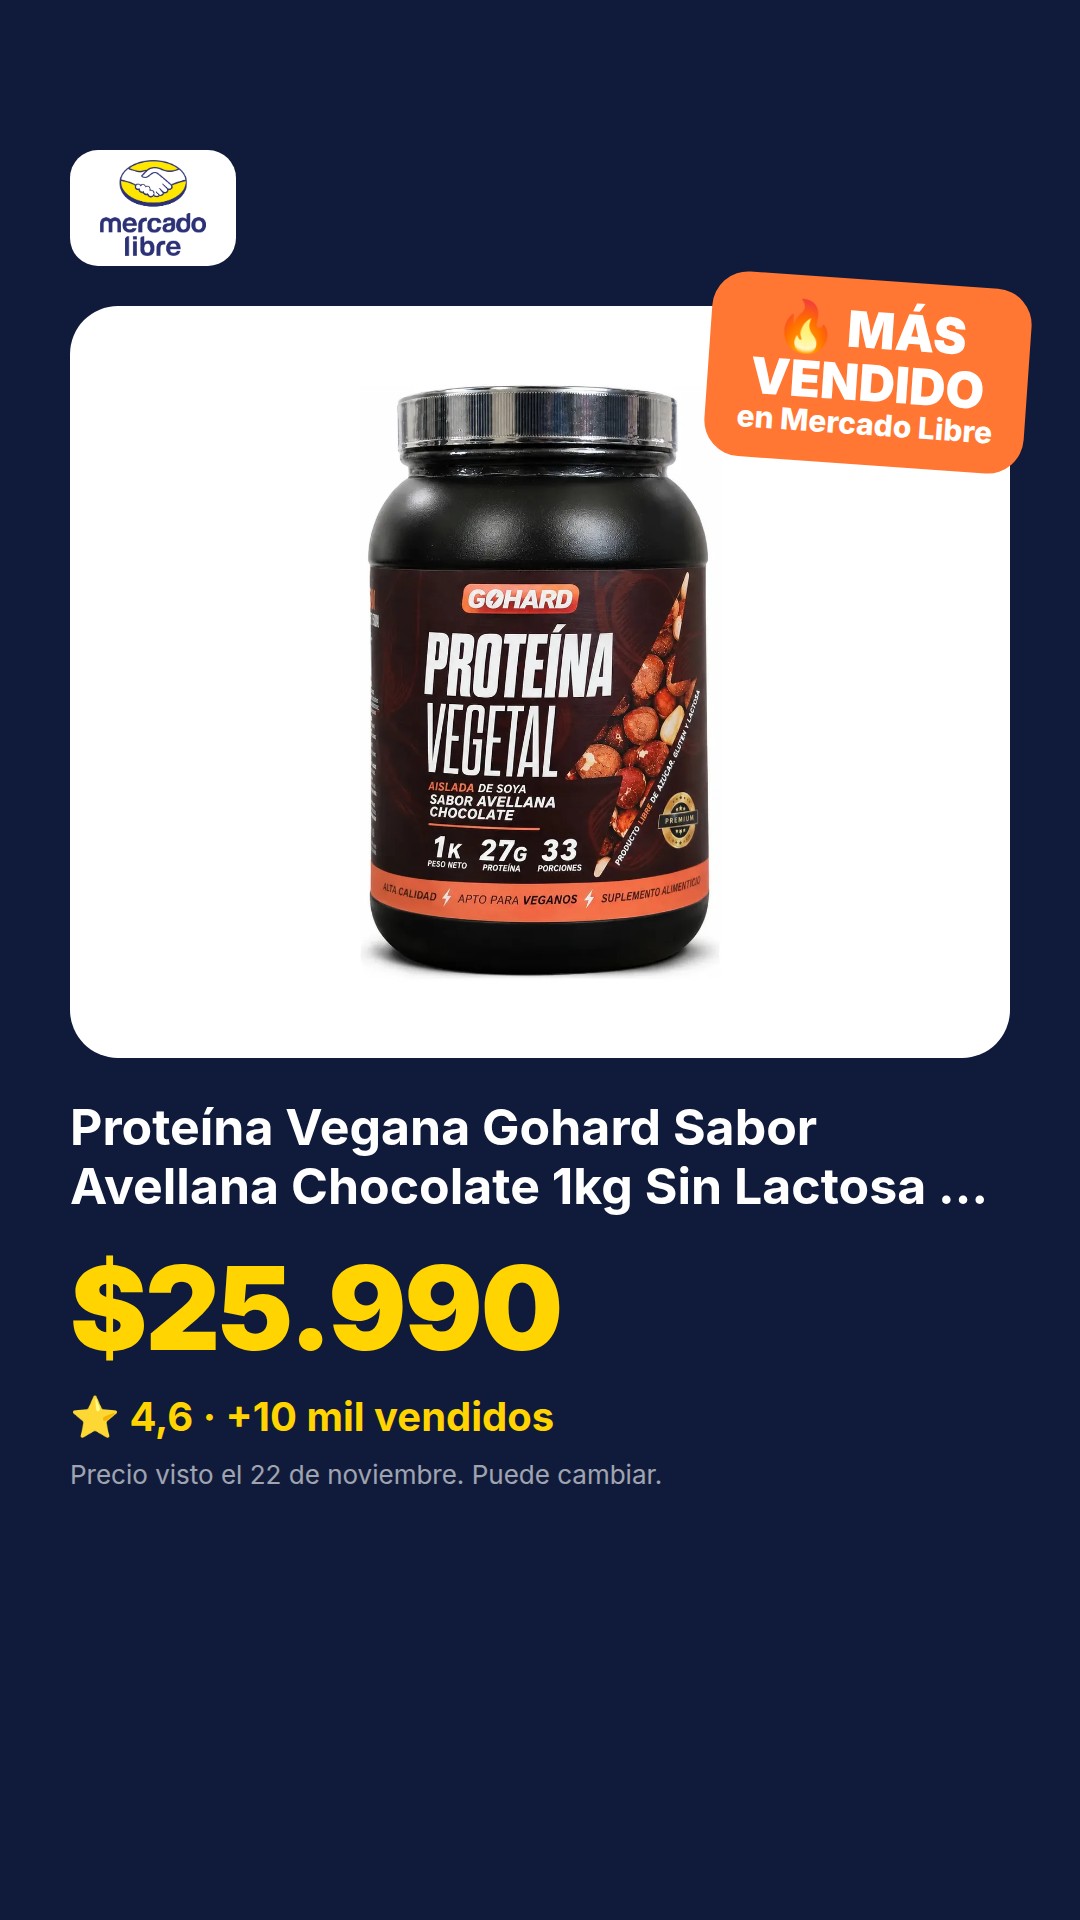 mercado
libre
🔥 MÁS
VENDIDO
en Mercado Libre
GOHARD
PROTEÍNA
VEGETAL
AISLADA DE SOYA
SABOR AVELLANA
CHOCOLATE
1K 27G 33
PESO NETO PROTEÍNA PORCIONES
PRODUCTO LIBRE DE AZÚCAR, GLUTEN Y LACTOSA
PREMIUM
ALTA CALIDAD ⚡ APTO PARA VEGANOS ⚡ SUPLEMENTO ALIMENTICIO
Proteína Vegana Gohard Sabor
Avellana Chocolate 1kg Sin Lactosa ...
$25.990
⭐ 4,6 · +10 mil vendidos
Precio visto el 22 de noviembre. Puede cambiar.